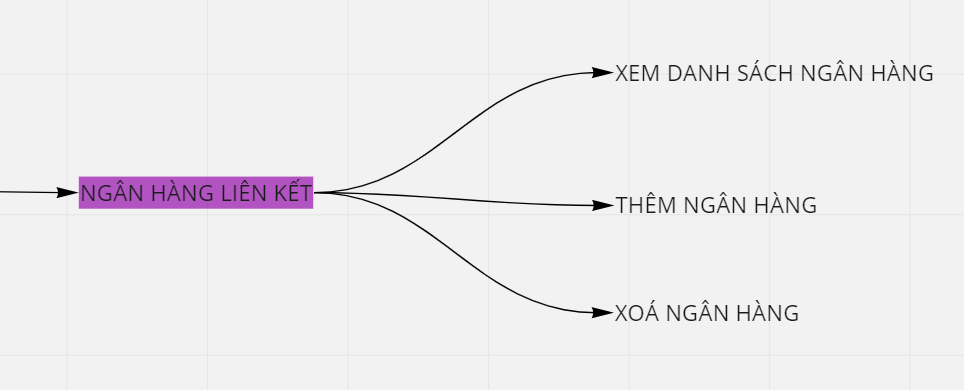 NGÂN HÀNG LIÊN KẾT
XEM DANH SÁCH NGÂN HÀNG
THÊM NGÂN HÀNG
XOÁ NGÂN HÀNG